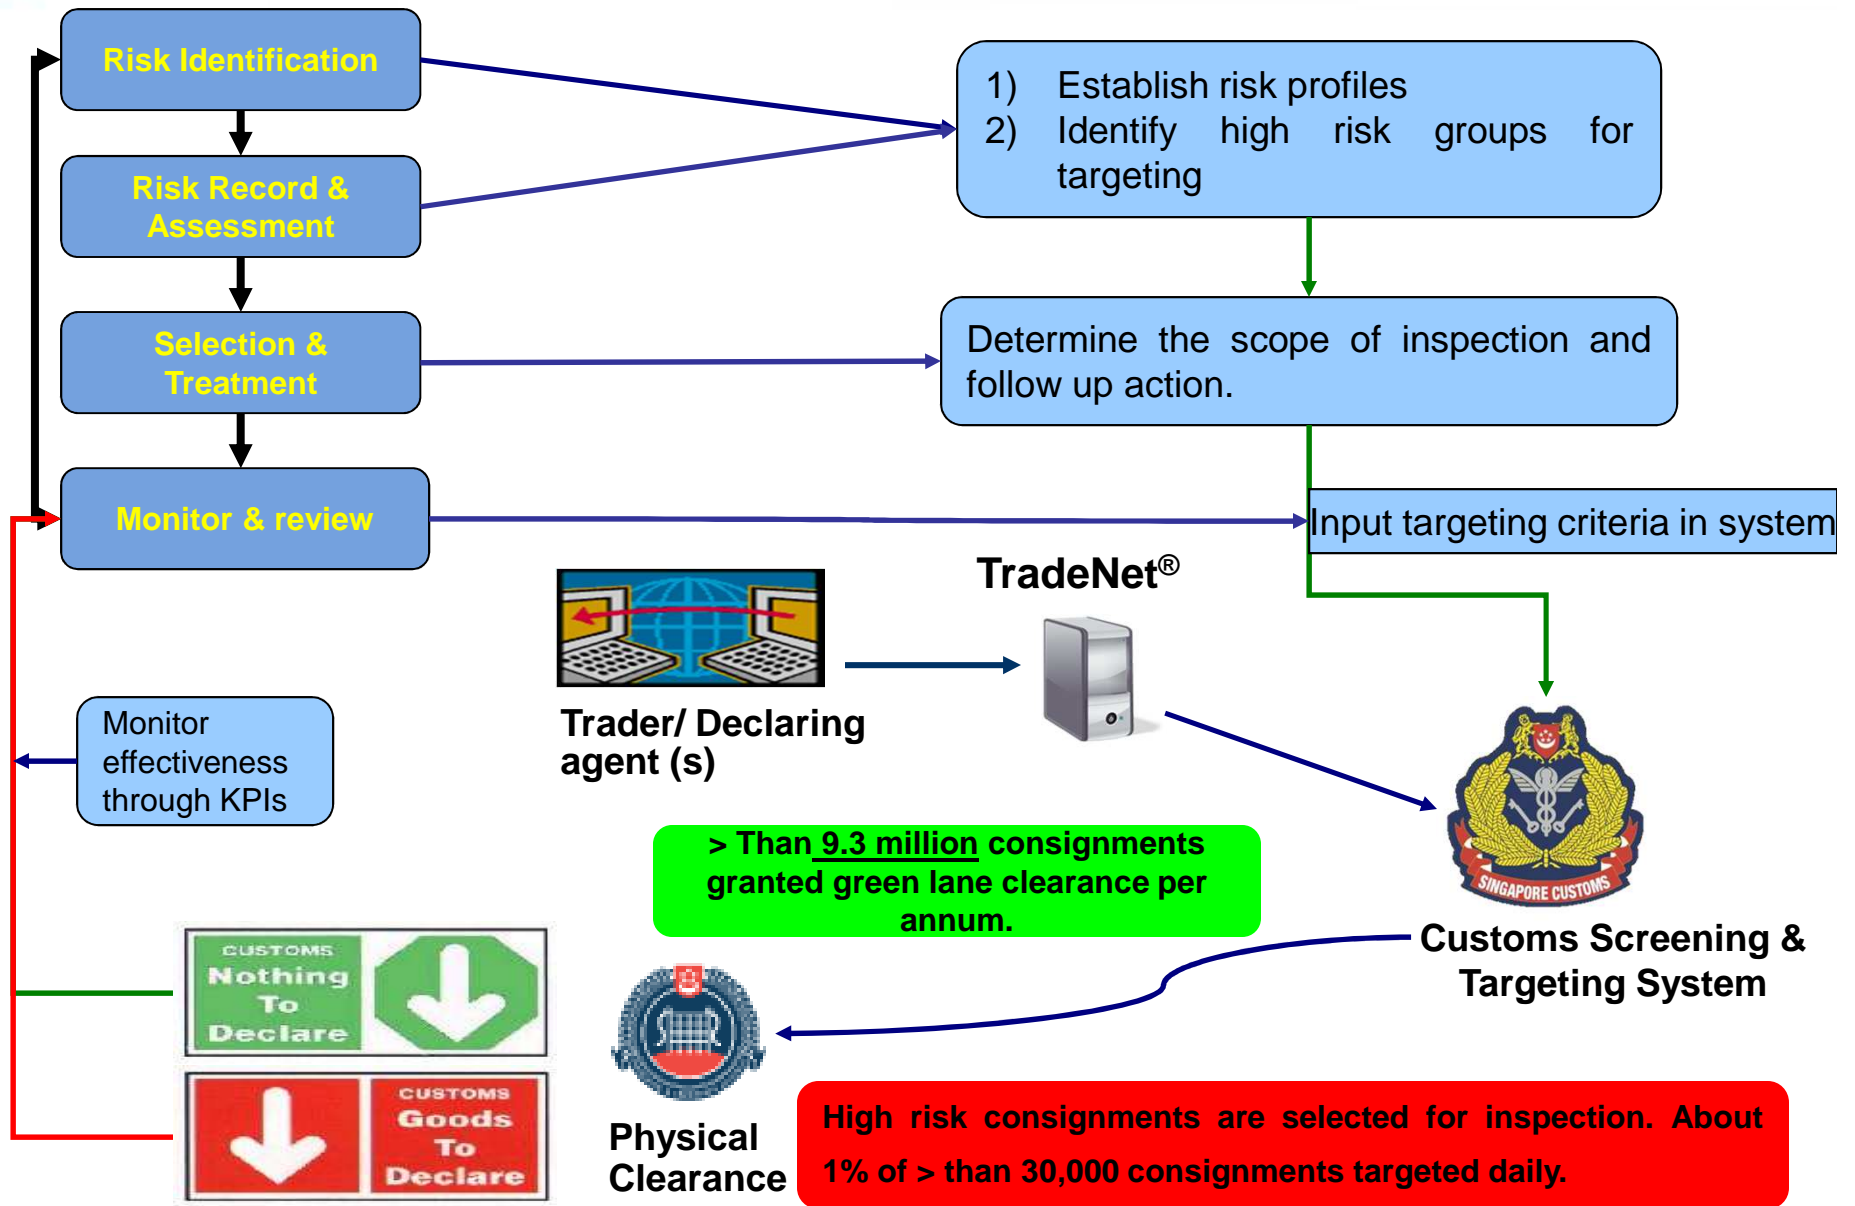 Risk Identification
1) Establish risk profiles
2) Identify high risk groups for
targeting
Risk Record &
Assessment
Selection &
Treatment
Determine the scope of inspection and
follow up action.
Monitor & review
Input targeting criteria in system
TradeNet®
Trader/ Declaring
agent (s)
Monitor
effectiveness
through KPIs
SINGAPORE CUSTOMS
> Than 9.3 million consignments
granted green lane clearance per
annum.
Customs Screening &
Targeting System
CUSTOMS
Nothing
To
Declare
CUSTOMS
Goods
To
Declare
Physical
Clearance
High risk consignments are selected for inspection. About
1% of > than 30,000 consignments targeted daily.